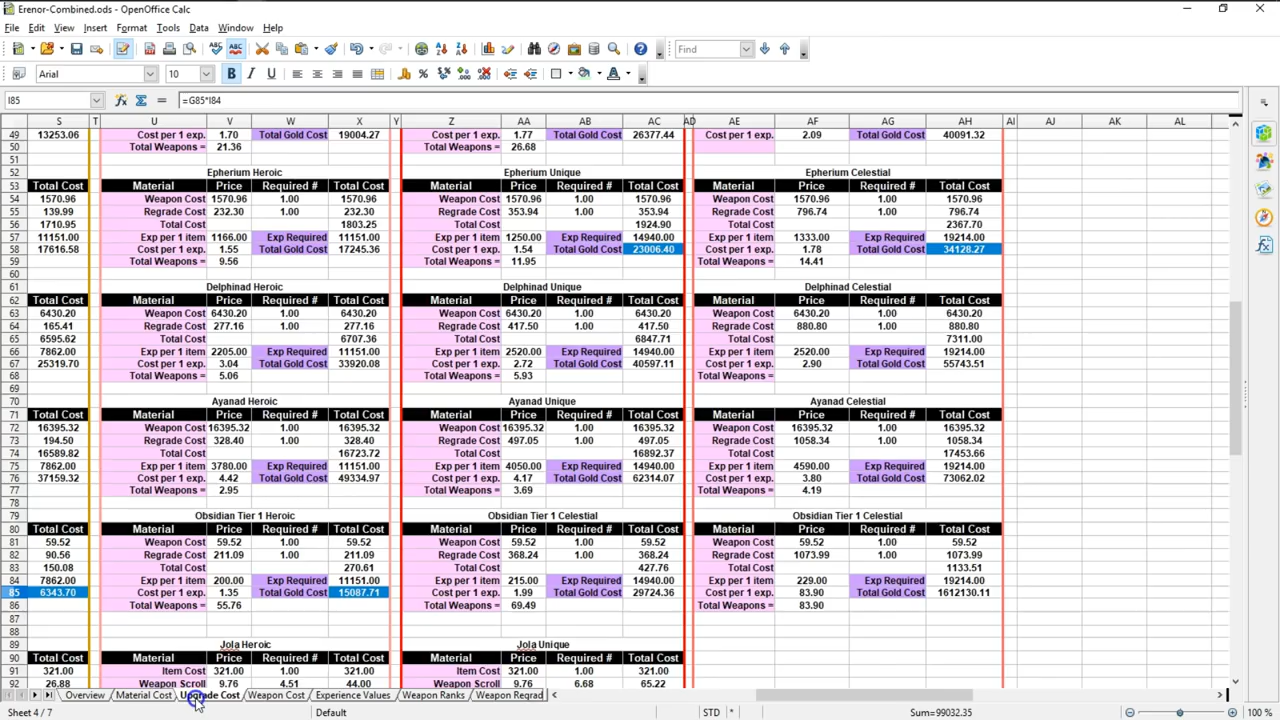 Erenor-Combined.ods - OpenOffice Calc
File Edit View Insert Format Tools Data Window Help
Find
Arial 10
I85 =G85*I84
S T U V W X Y Z AA AB AC AD AE AF AG AH AI AJ AK AL
49 13253.06 Cost per 1 exp. 1.70 Total Gold Cost 19004.27 Cost per 1 exp. 1.77 Total Gold Cost 26377.44 Cost per 1 exp. 2.09 Total Gold Cost 40091.32
50 Total Weapons = 21.36 Total Weapons = 26.68
51
52 Epherium Heroic Epherium Unique Epherium Celestial
53 Total Cost Material Price Required # Total Cost Material Price Required # Total Cost Material Price Required # Total Cost
54 1570.96 Weapon Cost 1570.96 1.00 1570.96 Weapon Cost 1570.96 1.00 1570.96 Weapon Cost 1570.96 1.00 1570.96
55 139.99 Regrade Cost 232.30 1.00 232.30 Regrade Cost 353.94 1.00 353.94 Regrade Cost 796.74 1.00 796.74
56 1710.95 Total Cost 1803.25 Total Cost 1924.90 Total Cost 2367.70
57 11151.00 Exp per 1 item 1166.00 Exp Required 11151.00 Exp per 1 item 1250.00 Exp Required 14940.00 Exp per 1 item 1333.00 Exp Required 19214.00
58 17616.58 Cost per 1 exp. 1.55 Total Gold Cost 17245.36 Cost per 1 exp. 1.54 Total Gold Cost 23006.40 Cost per 1 exp. 1.78 Total Gold Cost 34128.27
59 Total Weapons = 9.56 Total Weapons = 11.95 Total Weapons = 14.41
60
61 Delphinad Heroic Delphinad Unique Delphinad Celestial
62 Total Cost Material Price Required # Total Cost Material Price Required # Total Cost Material Price Required # Total Cost
63 6430.20 Weapon Cost 6430.20 1.00 6430.20 Weapon Cost 6430.20 1.00 6430.20 Weapon Cost 6430.20 1.00 6430.20
64 165.41 Regrade Cost 277.16 1.00 277.16 Regrade Cost 417.50 1.00 417.50 Regrade Cost 880.80 1.00 880.80
65 6595.62 Total Cost 6707.36 Total Cost 6847.71 Total Cost 7311.00
66 7862.00 Exp per 1 item 2205.00 Exp Required 11151.00 Exp per 1 item 2520.00 Exp Required 14940.00 Exp per 1 item 2520.00 Exp Required 19214.00
67 25319.70 Cost per 1 exp. 3.04 Total Gold Cost 33920.08 Cost per 1 exp. 2.72 Total Gold Cost 40597.11 Cost per 1 exp. 2.90 Total Gold Cost 55743.51
68 Total Weapons = 5.06 Total Weapons = 5.93 Total Weapons =
69
70 Ayanad Heroic Ayanad Unique Ayanad Celestial
71 Total Cost Material Price Required # Total Cost Material Price Required # Total Cost Material Price Required # Total Cost
72 16395.32 Weapon Cost 16395.32 1.00 16395.32 Weapon Cost 16395.32 1.00 16395.32 Weapon Cost 16395.32 1.00 16395.32
73 194.50 Regrade Cost 328.40 1.00 328.40 Regrade Cost 497.05 1.00 497.05 Regrade Cost 1058.34 1.00 1058.34
74 16589.82 Total Cost 16723.72 Total Cost 16892.37 Total Cost 17453.66
75 7862.00 Exp per 1 item 3780.00 Exp Required 11151.00 Exp per 1 item 4050.00 Exp Required 14940.00 Exp per 1 item 4590.00 Exp Required 19214.00
76 37159.32 Cost per 1 exp. 4.42 Total Gold Cost 49334.97 Cost per 1 exp. 4.17 Total Gold Cost 62314.07 Cost per 1 exp. 3.80 Total Gold Cost 73062.02
77 Total Weapons = 2.95 Total Weapons = 3.69 Total Weapons = 4.19
78
79 Obsidian Tier 1 Heroic Obsidian Tier 1 Celestial Obsidian Tier 1 Celestial
80 Total Cost Material Price Required # Total Cost Material Price Required # Total Cost Material Price Required # Total Cost
81 59.52 Weapon Cost 59.52 1.00 59.52 Weapon Cost 59.52 1.00 59.52 Weapon Cost 59.52 1.00 59.52
82 90.56 Regrade Cost 211.09 1.00 211.09 Regrade Cost 368.24 1.00 368.24 Regrade Cost 1073.99 1.00 1073.99
83 150.08 Total Cost 270.61 Total Cost 427.76 Total Cost 1133.51
84 7862.00 Exp per 1 item 200.00 Exp Required 11151.00 Exp per 1 item 215.00 Exp Required 14940.00 Exp per 1 item 229.00 Exp Required 19214.00
85 6343.70 Cost per 1 exp. 1.35 Total Gold Cost 15087.71 Cost per 1 exp. 1.99 Total Gold Cost 29724.36 Cost per 1 exp. 83.90 Total Gold Cost 1612130.11
86 Total Weapons = 55.76 Total Weapons = 69.49 Total Weapons = 83.90
87
88
89 Jola Heroic Jola Unique
90 Total Cost Material Price Required # Total Cost Material Price Required # Total Cost Material Price Required # Total Cost
91 321.00 Item Cost 321.00 1.00 321.00 Item Cost 321.00 1.00 321.00
92 26.88 Weapon Scroll 9.76 4.51 44.00 Weapon Scroll 9.76 6.68 65.22
Overview Material Cost Upgrade Cost Weapon Cost Experience Values Weapon Ranks Weapon Regrad
Sheet 4 / 7 Default STD * Sum=99032.35 100 %